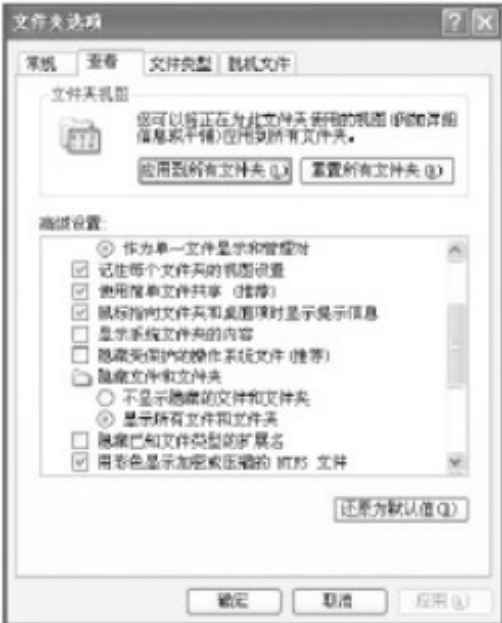 文件夹选项
常规 查看 文件类型 脱机文件
文件夹视图
您可以将正在为此文件夹使用的视图(例如详细
信息或平铺)应用到所有文件夹。
应用到所有文件夹(L) 重置所有文件夹(R)
高级设置:
作为单一文件显示和管理对
记住每个文件夹的视图设置
使用简单文件共享 (推荐)
鼠标指向文件夹和桌面项时显示提示信息
显示系统文件夹的内容
隐藏受保护的操作系统文件(推荐)
隐藏文件和文件夹
不显示隐藏的文件和文件夹
显示所有文件和文件夹
隐藏已知文件类型的扩展名
用彩色显示加密或压缩的 NTFS 文件
还原为默认值(D)
确定 取消 应用(A)